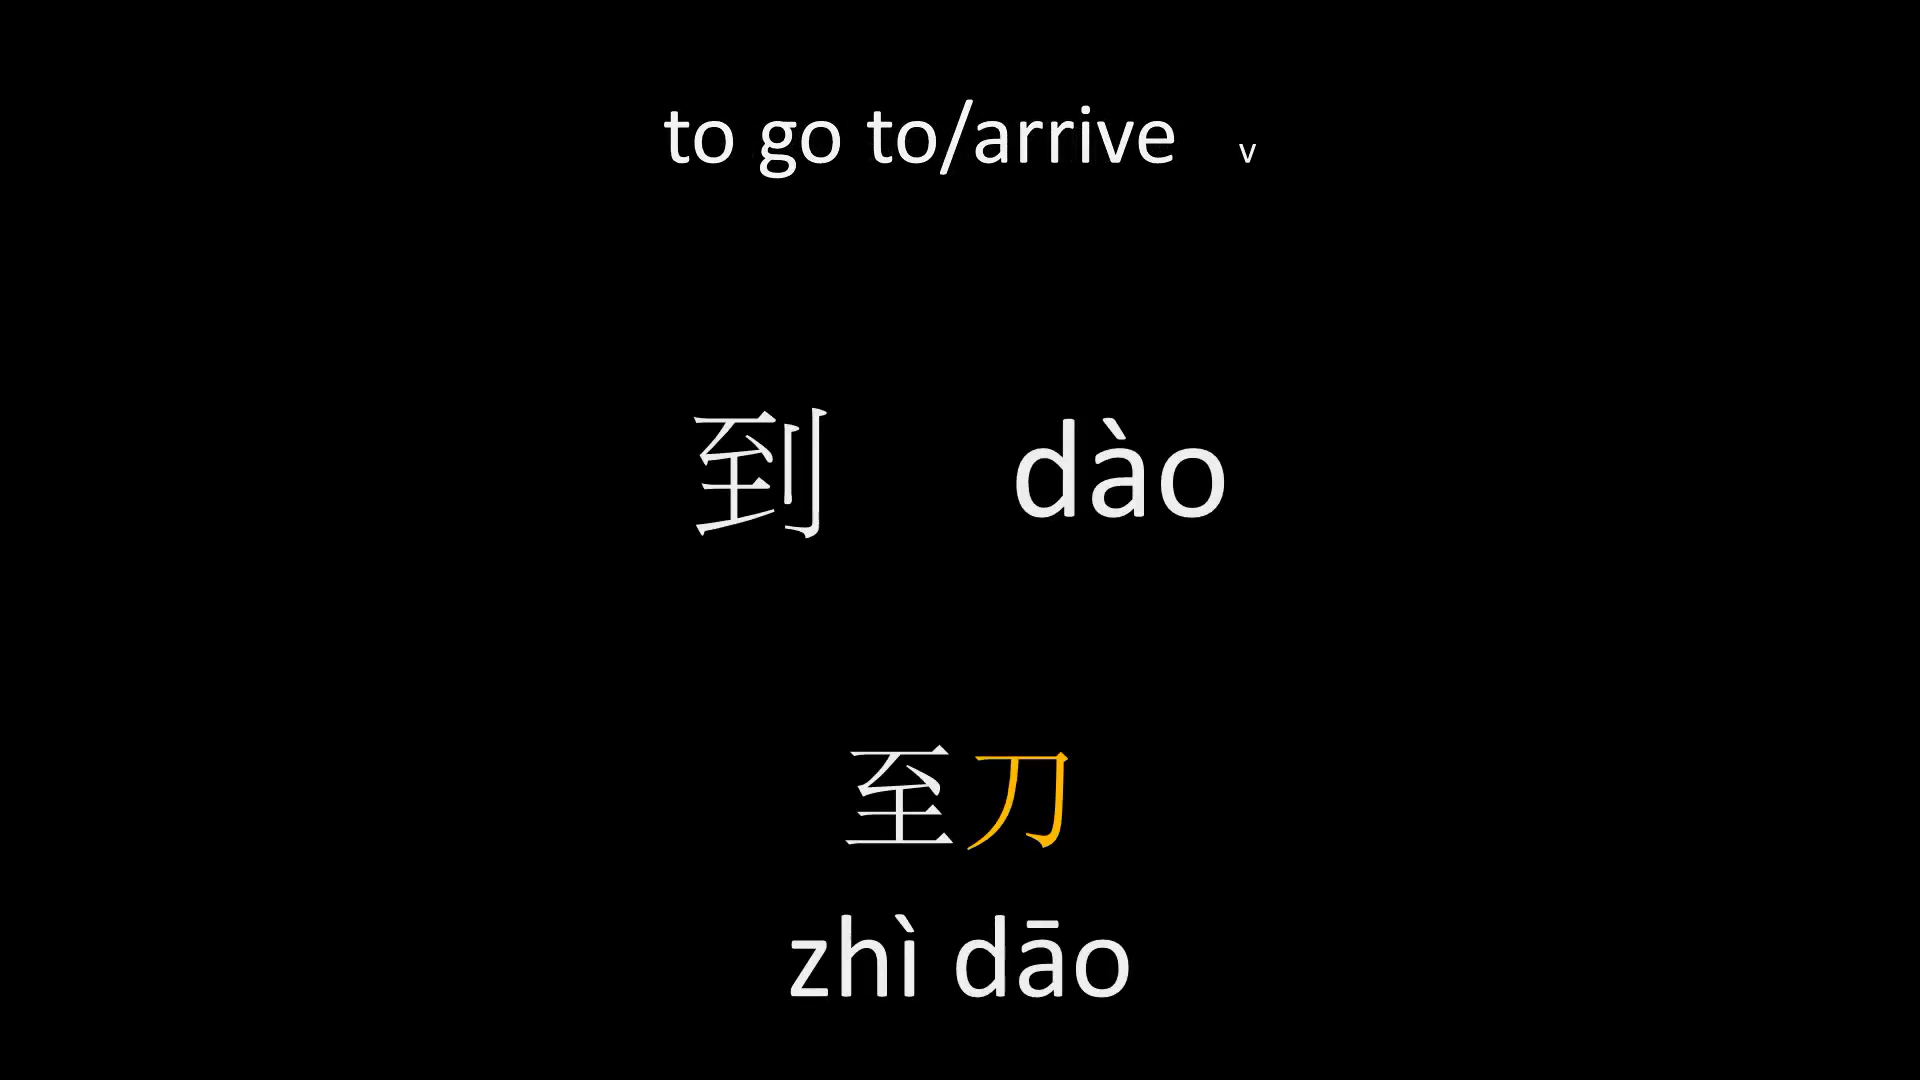 to go to/arrive v
到 dào
至刀
zhì dāo